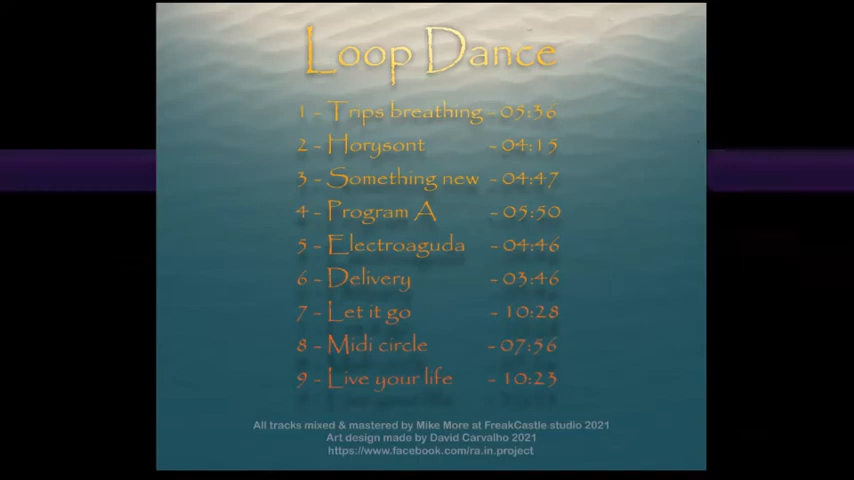 Loop Dance
1 - Trips breathing - 05:36
2 - Horysont - 04:15
3 - Something new - 04:47
4 - Program A - 05:50
5 - Electroaguda - 04:46
6 - Delivery - 03:46
7 - Let it go - 10:28
8 - Midi circle - 07:56
9 - Live your life - 10:23
All tracks mixed & mastered by Mike More at FreakCastle studio 2021
Art design made by David Carvalho 2021
https://www.facebook.com/ra.in.project